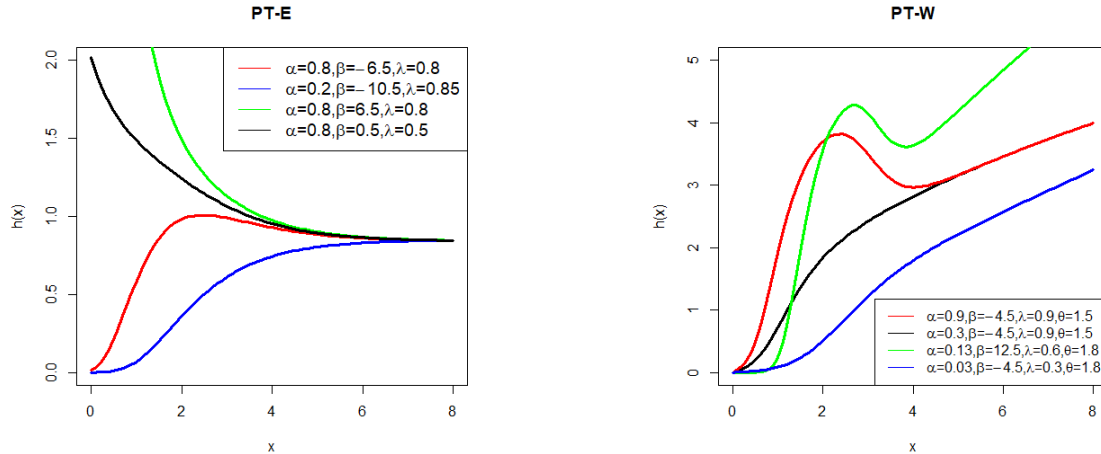 PT-E
h(x)
2.0
1.5
1.0
0.5
0.0
α=0.8,β=−6.5,λ=0.8
α=0.2,β=−10.5,λ=0.85
α=0.8,β=6.5,λ=0.8
α=0.8,β=0.5,λ=0.5
0 2 4 6 8
x
PT-W
h(x)
5
4
3
2
1
0
α=0.9,β=−4.5,λ=0.9,θ=1.5
α=0.3,β=−4.5,λ=0.9,θ=1.5
α=0.13,β=12.5,λ=0.6,θ=1.8
α=0.03,β=−4.5,λ=0.3,θ=1.8
0 2 4 6 8
x